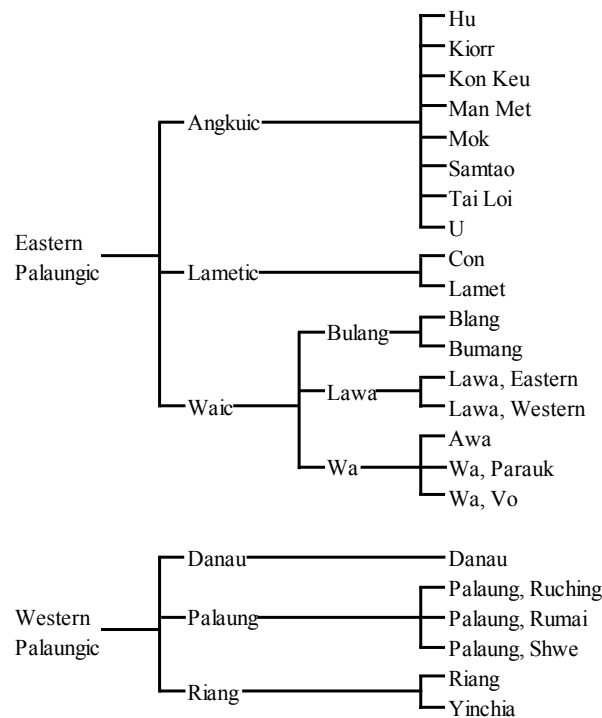 Hu
Kiorr
Kon Keu
Man Met
Angkuic
Mok
Samtao
Tai Loi
U
Eastern
Palaungic
Con
Lametic
Lamet
Blang
Bulang
Bumang
Lawa, Eastern
Lawa
Waic
Lawa, Western
Awa
Wa
Wa, Parauk
Wa, Vo
Danau
Danau
Palaung, Ruching
Western
Palaungic
Palaung
Palaung, Rumai
Palaung, Shwe
Riang
Riang
Yinchia